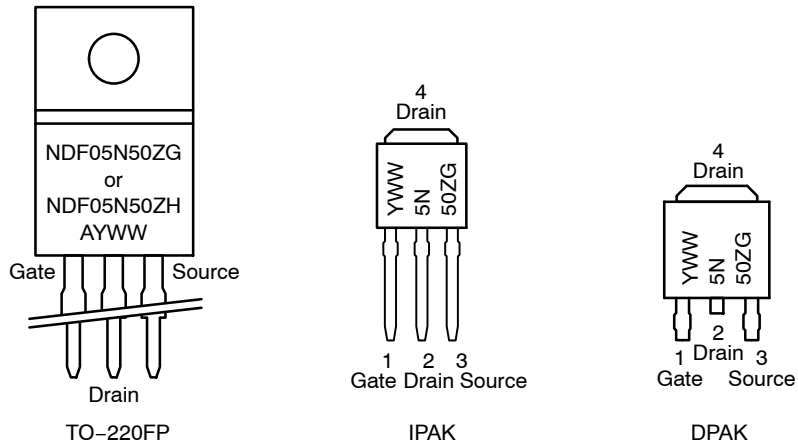 NDF05N50ZG
or
NDF05N50ZH
AYWW
Gate
Source
Drain
TO−220FP
4
Drain
YWW
5N
50ZG
1 2 3
Gate Drain Source
IPAK
4
Drain
YWW
5N
50ZG
1 2 3
Gate Drain Source
DPAK